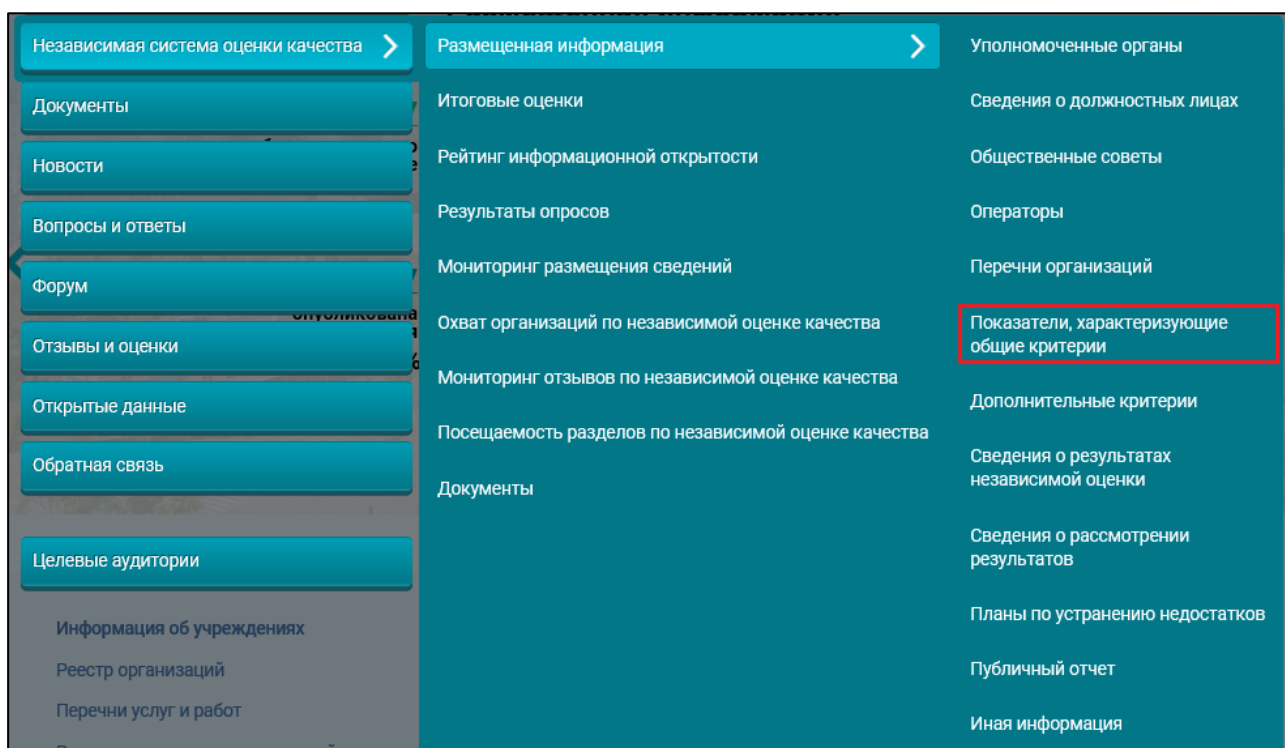 Независимая система оценки качества
Документы
Новости
Вопросы и ответы
Форум
опубликована
Отзывы и оценки
Открытые данные
Обратная связь
Целевые аудитории
Информация об учреждениях
Реестр организаций
Перечни услуг и работ
Размещенная информация
Итоговые оценки
Рейтинг информационной открытости
Результаты опросов
Мониторинг размещения сведений
Охват организаций по независимой оценке качества
Мониторинг отзывов по независимой оценке качества
Посещаемость разделов по независимой оценке качества
Документы
Уполномоченные органы
Сведения о должностных лицах
Общественные советы
Операторы
Перечни организаций
Показатели, характеризующие
общие критерии
Дополнительные критерии
Сведения о результатах
независимой оценки
Сведения о рассмотрении
результатов
Планы по устранению недостатков
Публичный отчет
Иная информация